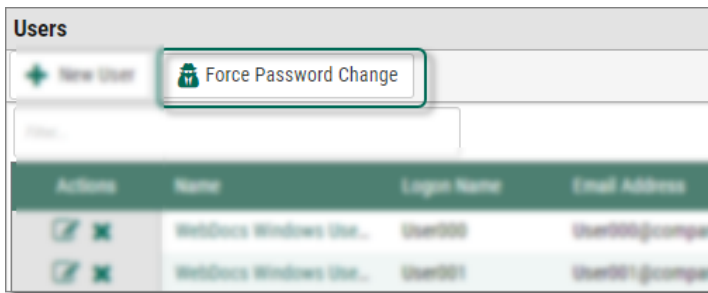 Users
New User Force Password Change
Filter...
Actions Name Logon Name Email Address
WebDocs Windows Use... User000 User000@compa
WebDocs Windows Use... User001 User001@compa